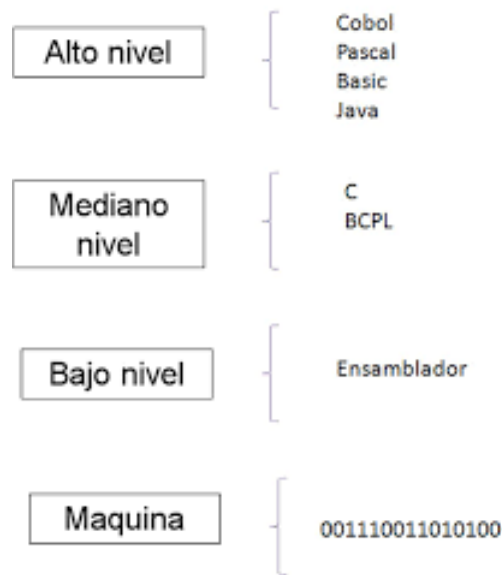 Alto nivel
Cobol
Pascal
Basic
Java
Mediano
nivel
C
BCPL
Bajo nivel
Ensamblador
Maquina
001110011010100